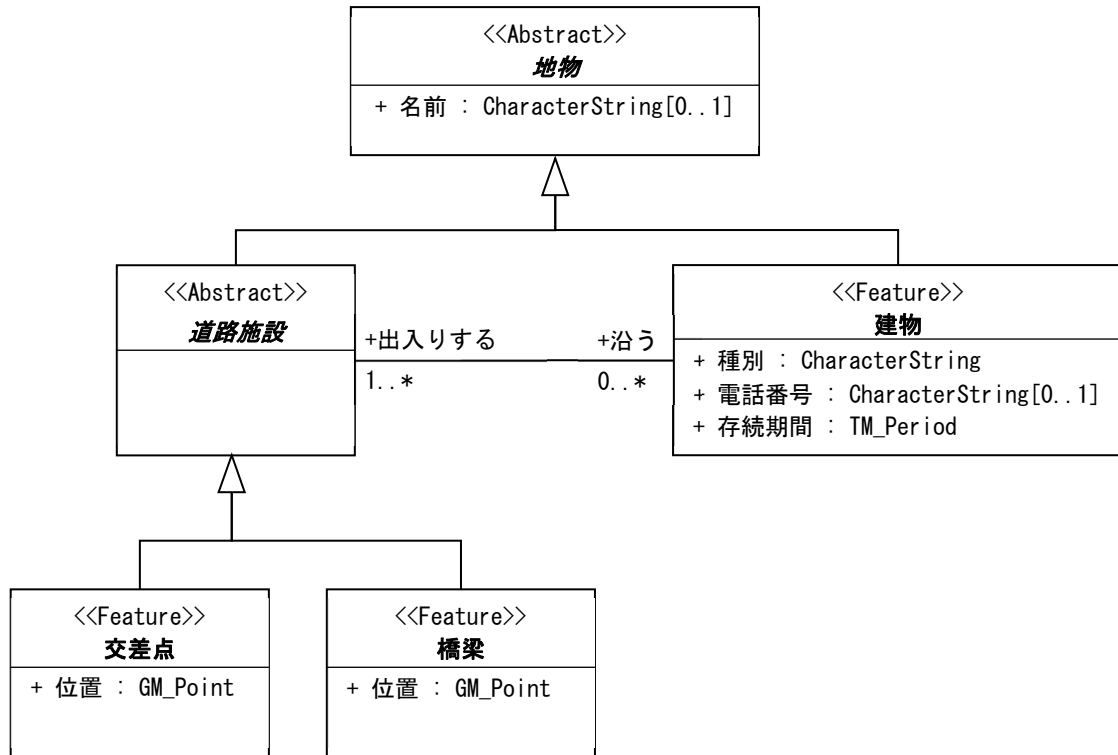 <<Abstract>>
地物
+ 名前 : CharacterString[0..1]
<<Abstract>>
道路施設
+出入りする
1..*
+沿う
0..*
<<Feature>>
建物
+ 種別 : CharacterString
+ 電話番号 : CharacterString[0..1]
+ 存続期間 : TM_Period
<<Feature>>
交差点
+ 位置 : GM_Point
<<Feature>>
橋梁
+ 位置 : GM_Point